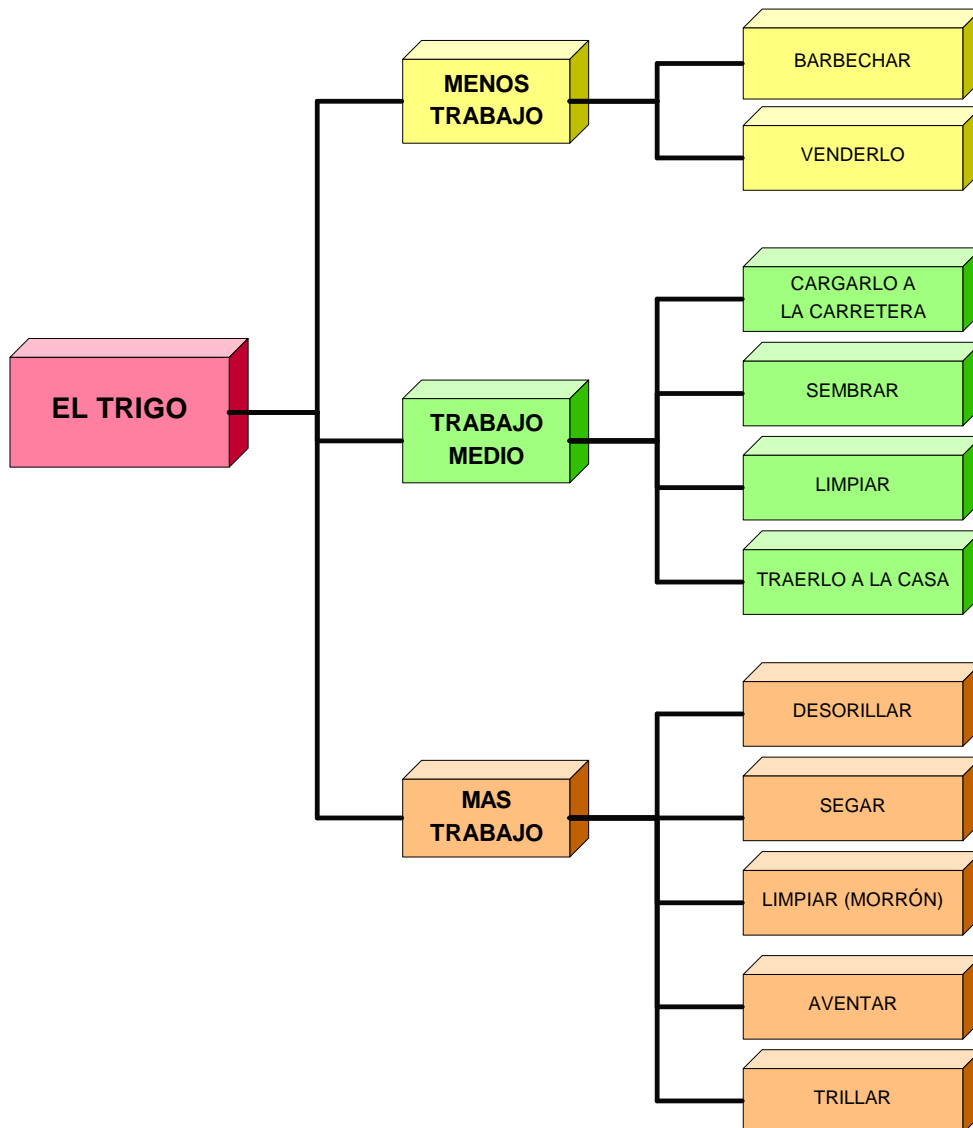 EL TRIGO
MENOS
TRABAJO
BARBECHAR
VENDERLO
TRABAJO
MEDIO
CARGARLO A
LA CARRETERA
SEMBRAR
LIMPIAR
TRAERLO A LA CASA
MAS
TRABAJO
DESORILLAR
SEGAR
LIMPIAR (MORRÓN)
AVENTAR
TRILLAR